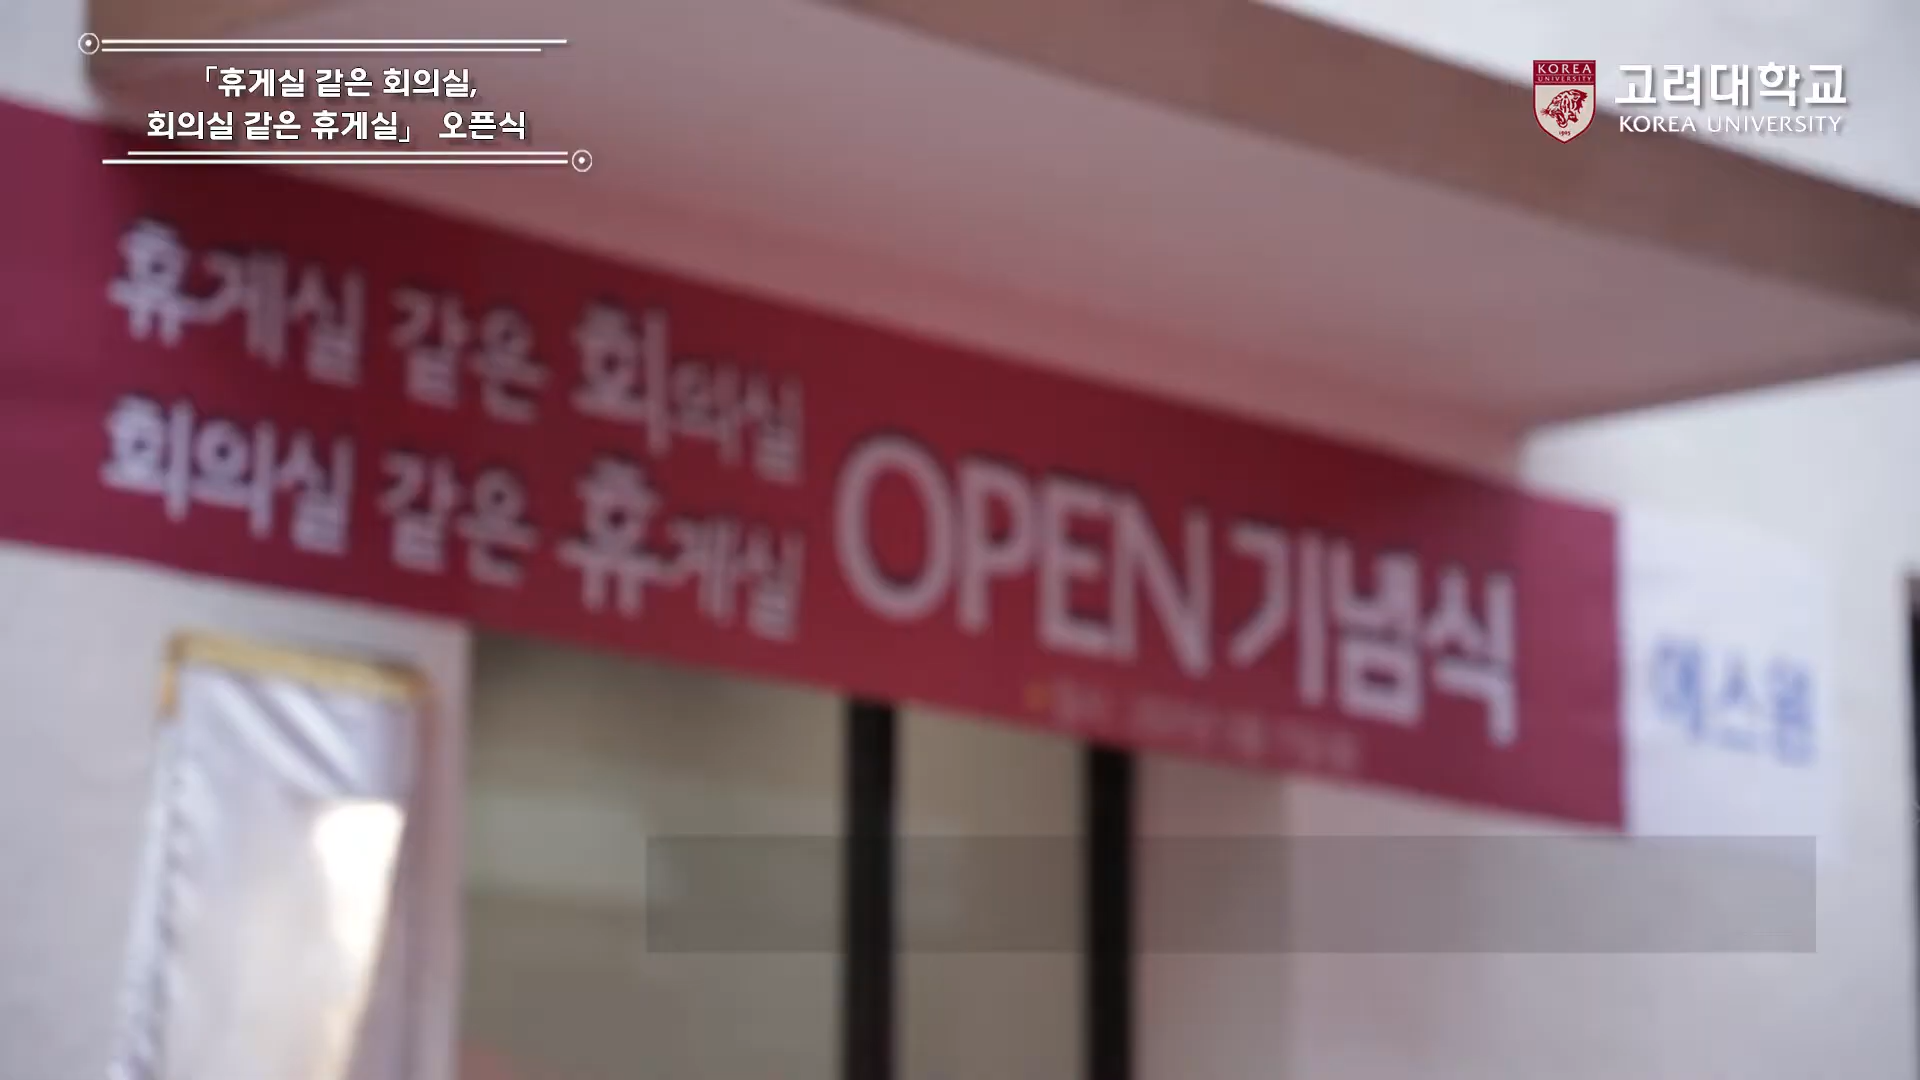 「휴게실 같은 회의실,
회의실 같은 휴게실」 오픈식
KOREA
UNIVERSITY
1905
고려대학교
KOREA UNIVERSITY
휴게실 같은 회의실
회의실 같은 휴게실
OPEN 기념식